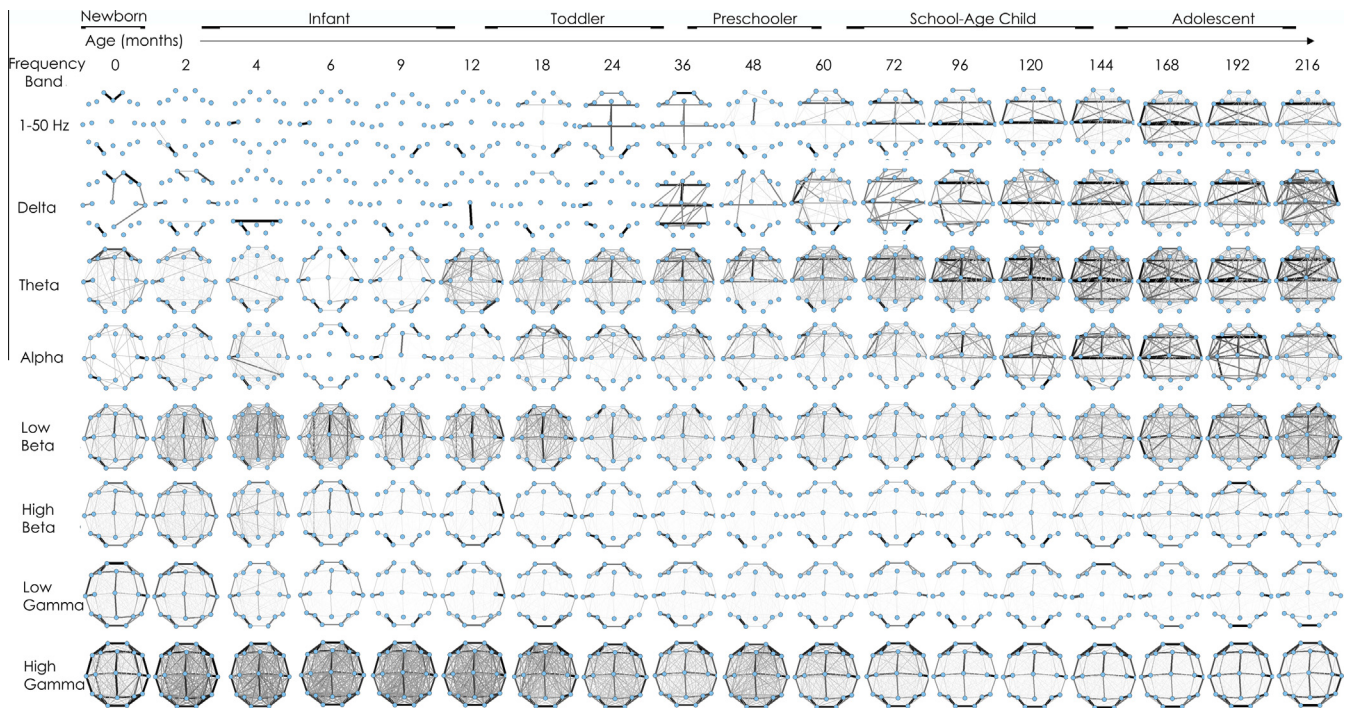 Newborn Infant Toddler Preschooler School-Age Child Adolescent
Age (months)
Frequency Band 0 2 4 6 9 12 18 24 36 48 60 72 96 120 144 168 192 216
1-50 Hz
Delta
Theta
Alpha
Low
Beta
High
Beta
Low
Gamma
High
Gamma